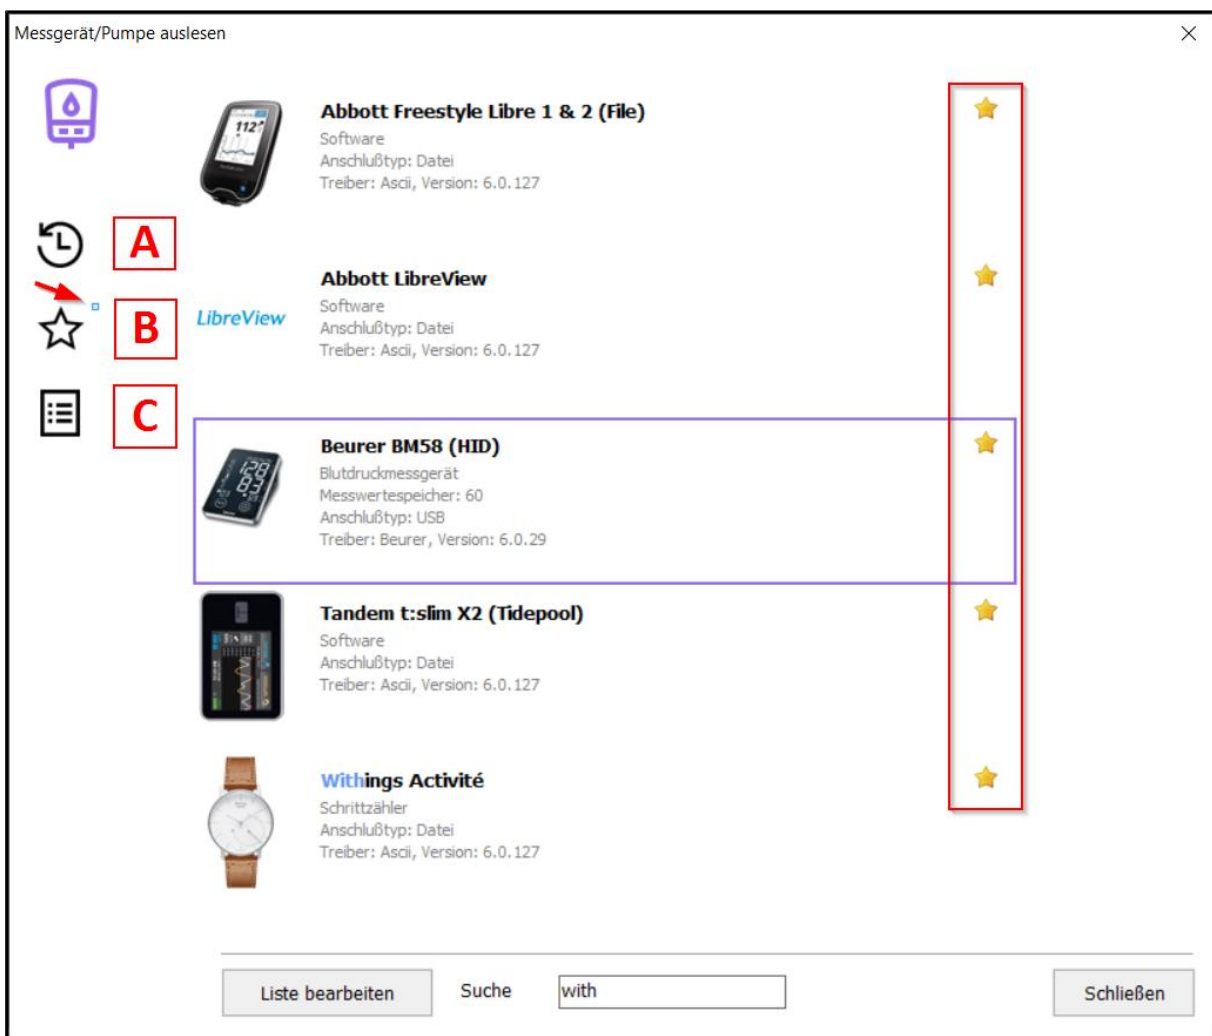 Messgerät/Pumpe auslesen
Abbott Freestyle Libre 1 & 2 (File)
Software
Anschlußtyp: Datei
Treiber: Ascii, Version: 6.0.127
112
A
Abbott LibreView
Software
Anschlußtyp: Datei
Treiber: Ascii, Version: 6.0.127
LibreView
B
C
Beurer BM58 (HID)
Blutdruckmessgerät
Messwertespeicher: 60
Anschlußtyp: USB
Treiber: Beurer, Version: 6.0.29
128
83
Tandem t:slim X2 (Tidepool)
Software
Anschlußtyp: Datei
Treiber: Ascii, Version: 6.0.127
Withings Activité
Schrittzähler
Anschlußtyp: Datei
Treiber: Ascii, Version: 6.0.127
Liste bearbeiten
Suche
with
Schließen